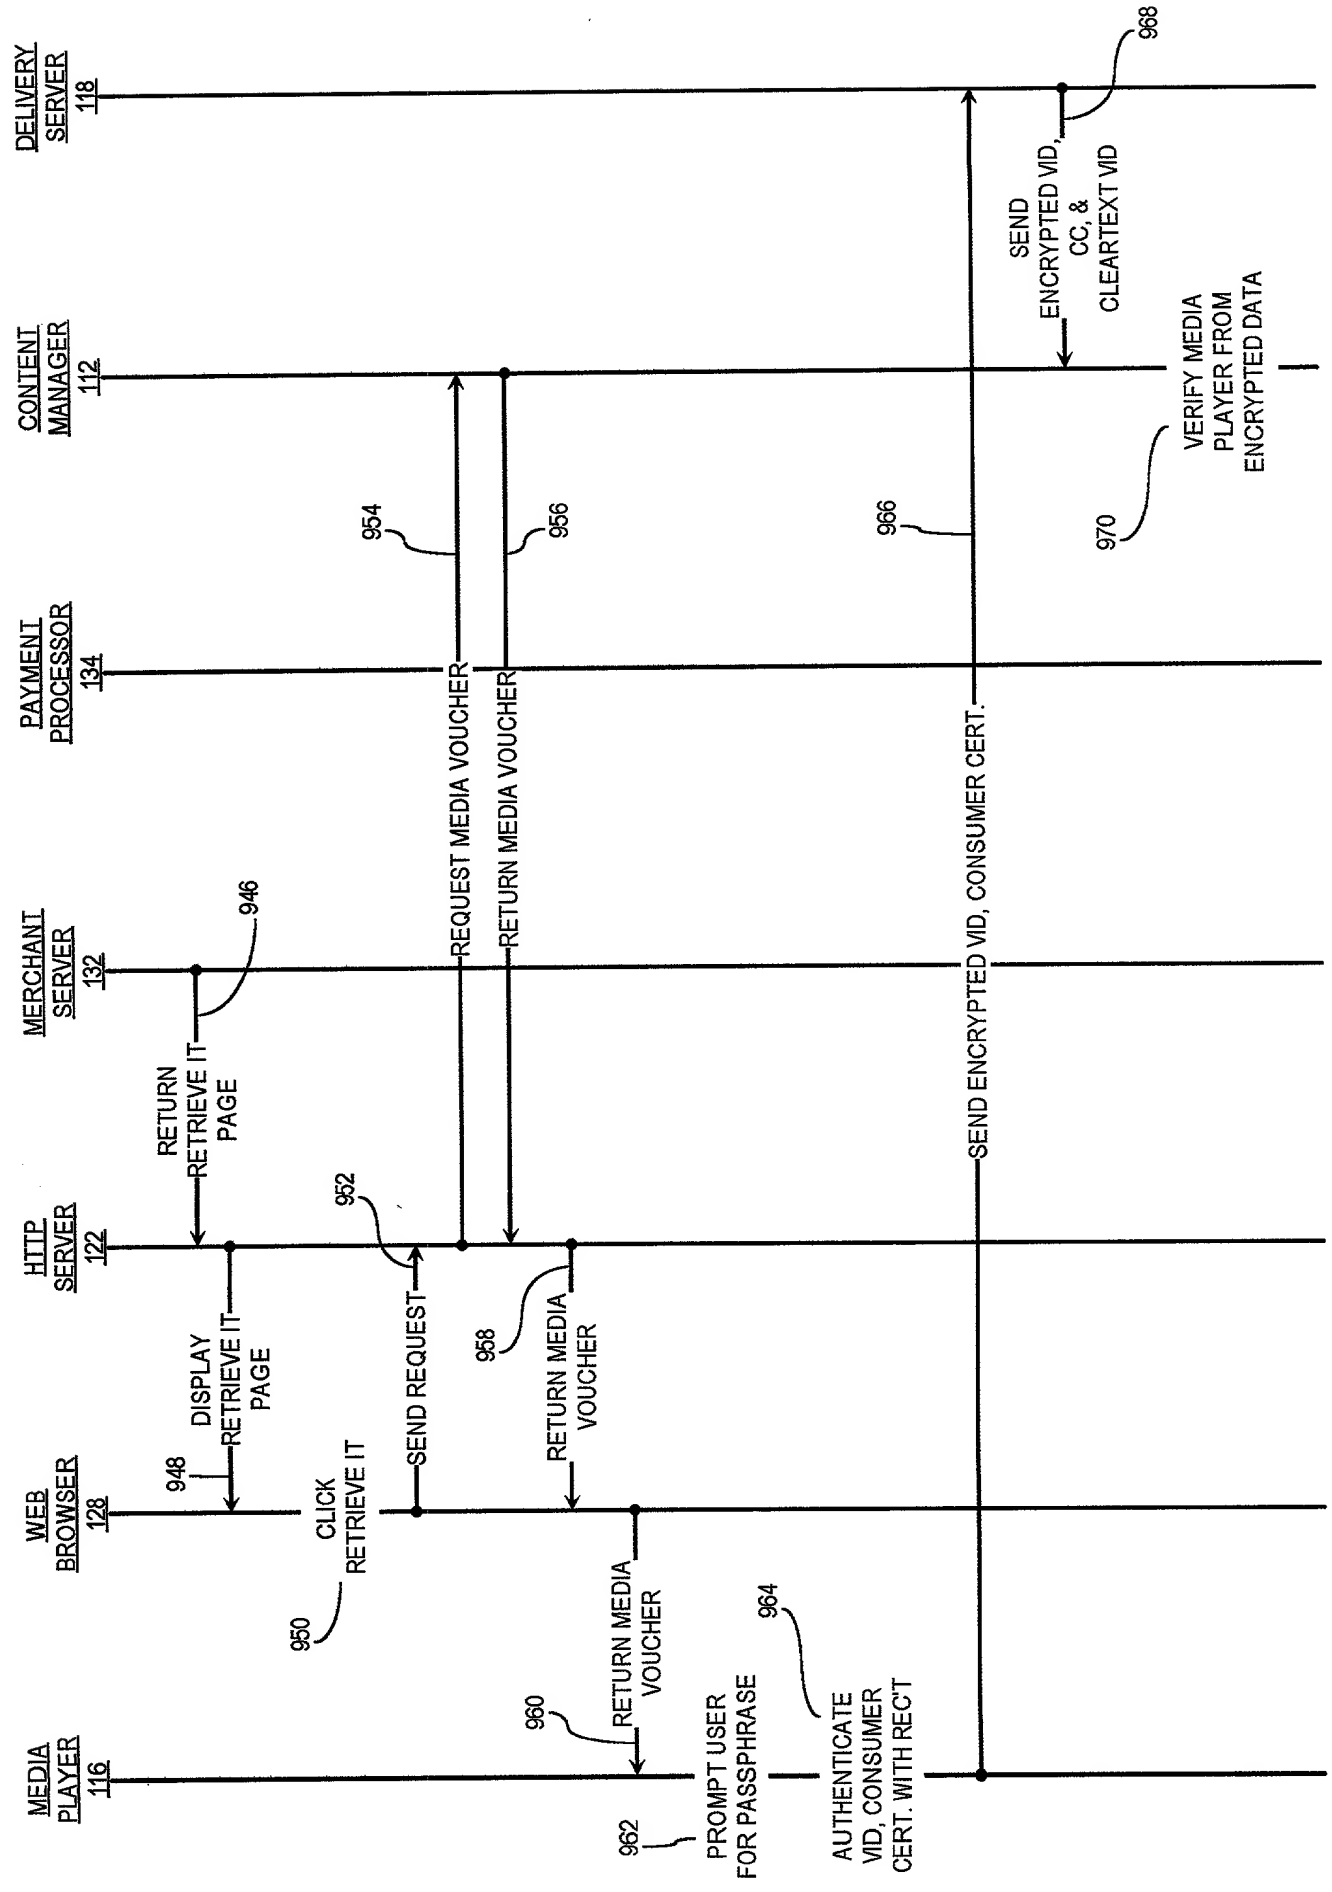 MEDIA
PLAYER
116
WEB
BROWSER
128
HTTP
SERVER
122
MERCHANT
SERVER
132
PAYMENT
PROCESSOR
134
CONTENT
MANAGER
112
DELIVERY
SERVER
118
RETURN
RETRIEVE IT
PAGE
946
948
DISPLAY
RETRIEVE IT
PAGE
950
CLICK
RETRIEVE IT
952
SEND REQUEST
954
REQUEST MEDIA VOUCHER
956
RETURN MEDIA VOUCHER
958
RETURN MEDIA
VOUCHER
960
RETURN MEDIA
VOUCHER
962
PROMPT USER
FOR PASSPHRASE
964
AUTHENTICATE
VID, CONSUMER
CERT. WITH REC'T
966
SEND ENCRYPTED VID, CONSUMER CERT.
SEND
ENCRYPTED VID,
CC, &
CLEARTEXT VID
968
970
VERIFY MEDIA
PLAYER FROM
ENCRYPTED DATA